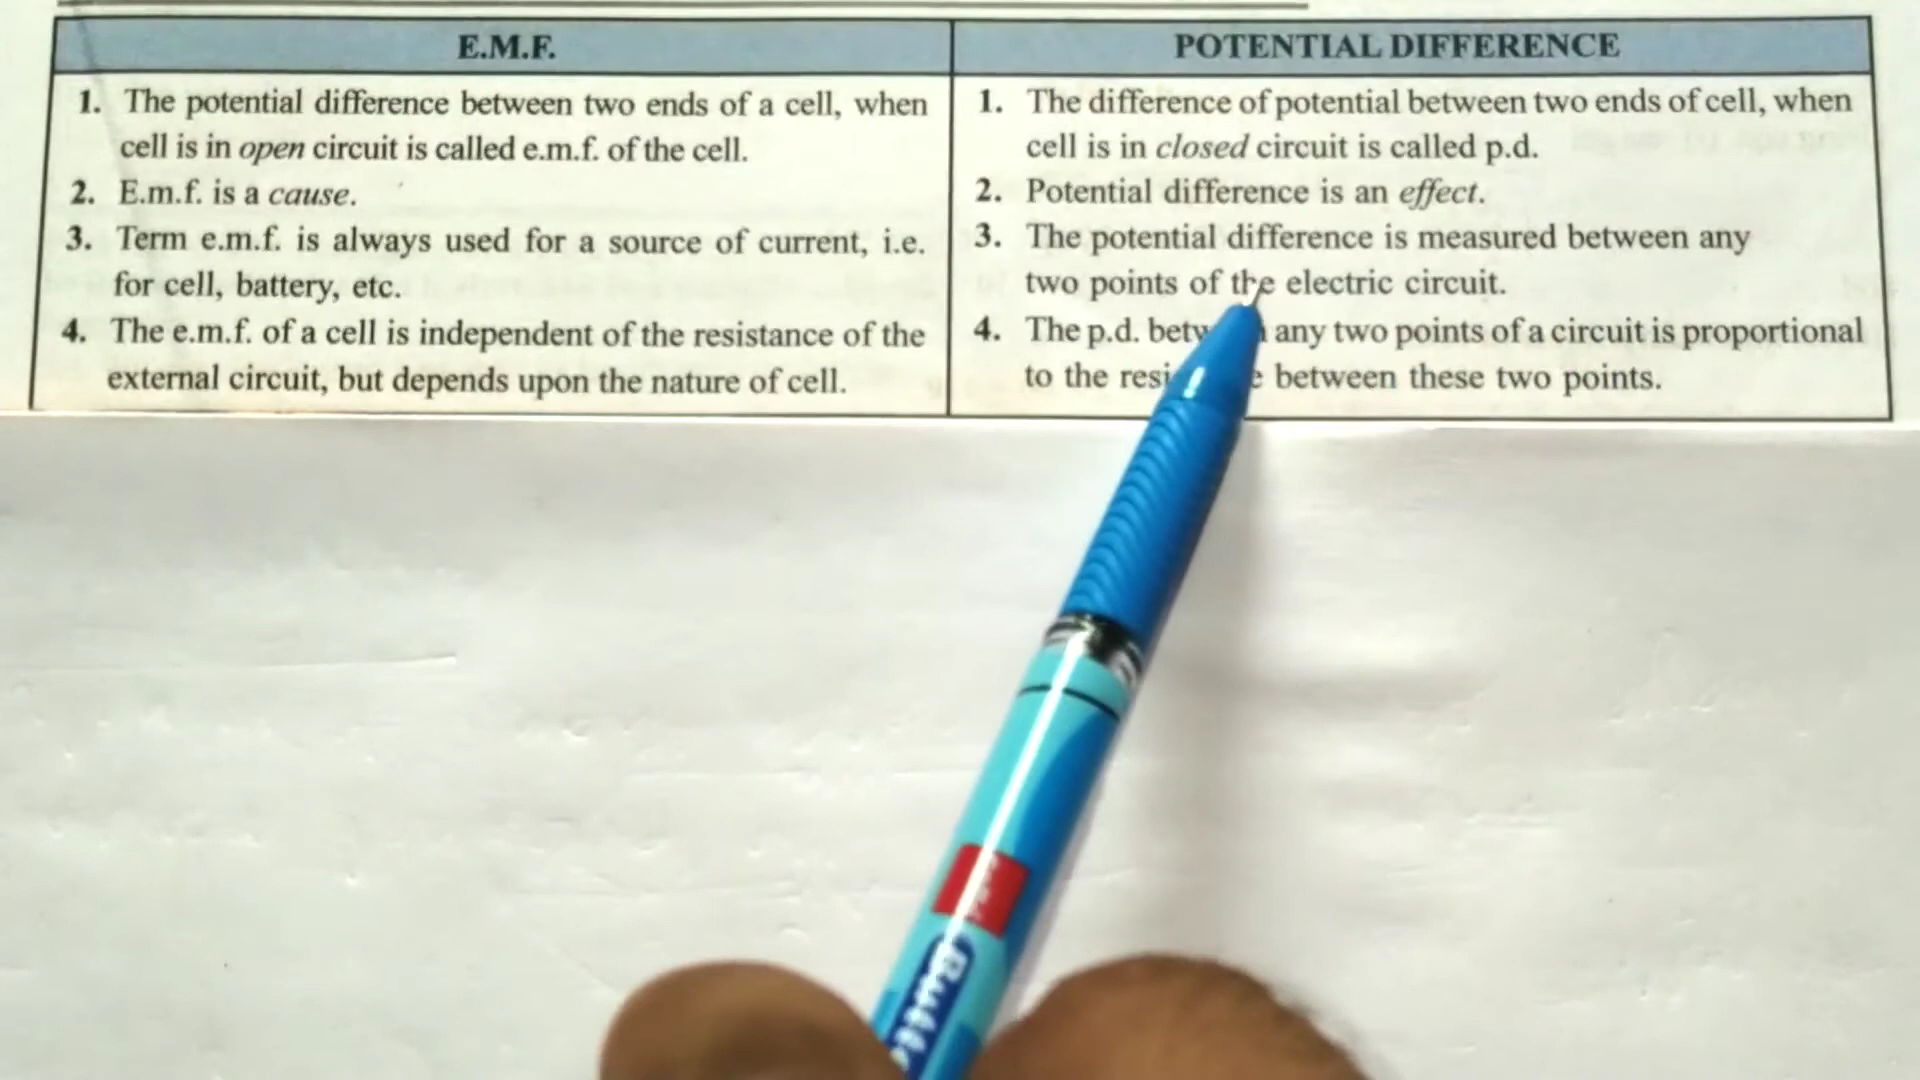 E.M.F.
1. The potential difference between two ends of a cell, when
cell is in open circuit is called e.m.f. of the cell.
2. E.m.f. is a cause.
3. Term e.m.f. is always used for a source of current, i.e.
for cell, battery, etc.
4. The e.m.f. of a cell is independent of the resistance of the
external circuit, but depends upon the nature of cell.
POTENTIAL DIFFERENCE
1. The difference of potential between two ends of cell, when
cell is in closed circuit is called p.d.
2. Potential difference is an effect.
3. The potential difference is measured between any
two points of the electric circuit.
4. The p.d. any two points of a circuit is proportional
to the between these two points.